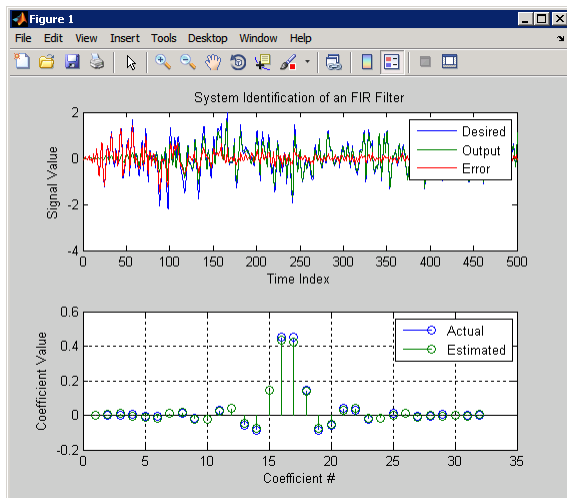 Figure 1
File Edit View Insert Tools Desktop Window Help
System Identification of an FIR Filter
2
0
-2
-4
Signal Value
Desired
Output
Error
0 50 100 150 200 250 300 350 400 450 500
Time Index
0.6
0.4
0.2
0
-0.2
Coefficient Value
Actual
Estimated
0 5 10 15 20 25 30 35
Coefficient #